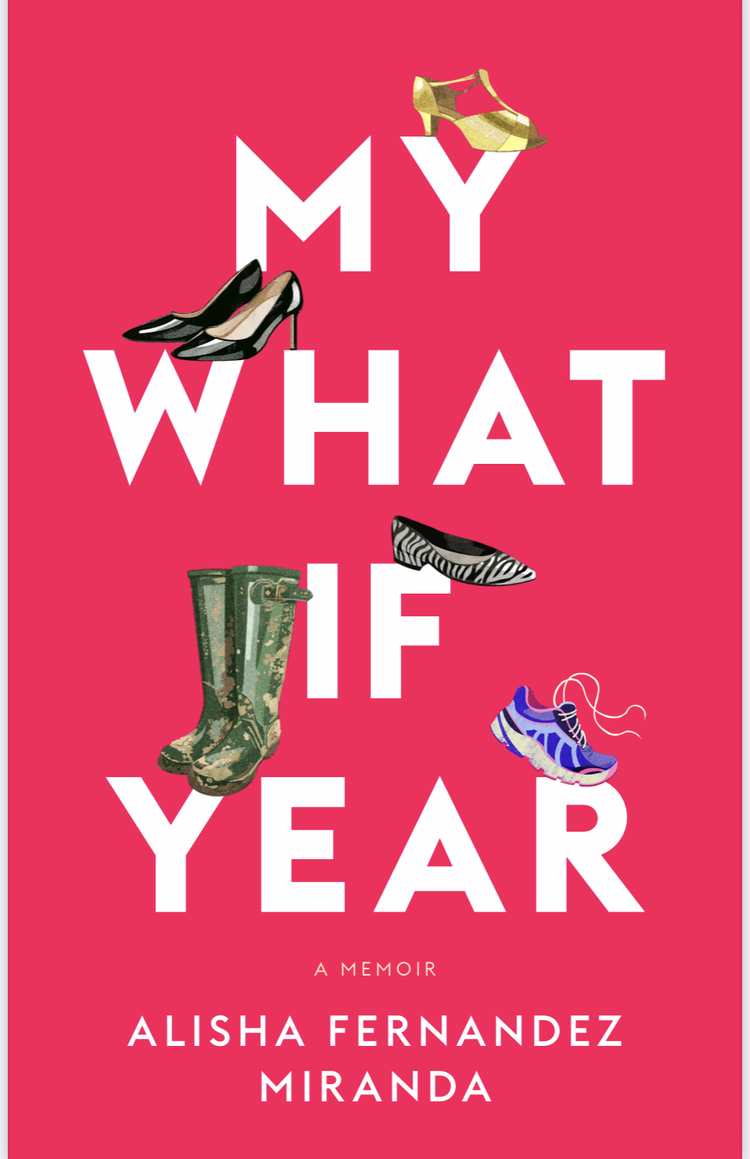 MY
WHAT
IF
YEAR
A MEMOIR
ALISHA FERNANDEZ
MIRANDA